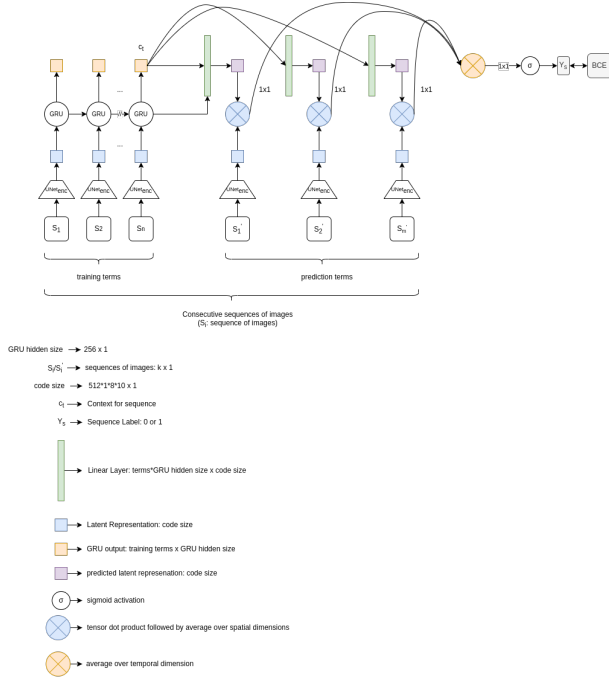 c_t
1x1
1x1
1x1
1x1
σ
Y_s
BCE
...
GRU
GRU
//
GRU
...
UNet_enc
UNet_enc
UNet_enc
UNet_enc
UNet_enc
UNet_enc
S_1
S_2
S_n
S_1'
S_2'
S_m'
training terms
prediction terms
Consecutive sequences of images
(S_i: sequence of images)
GRU hidden size 256 x 1
S_i/S_i' sequences of images: k x 1
code size 512*1*8*10 x 1
c_t Context for sequence
Y_s Sequence Label: 0 or 1
Linear Layer: terms*GRU hidden size x code size
Latent Representation: code size
GRU output: training terms x GRU hidden size
predicted latent represenation: code size
σ sigmoid activation
tensor dot product followed by average over spatial dimensions
average over temporal dimension